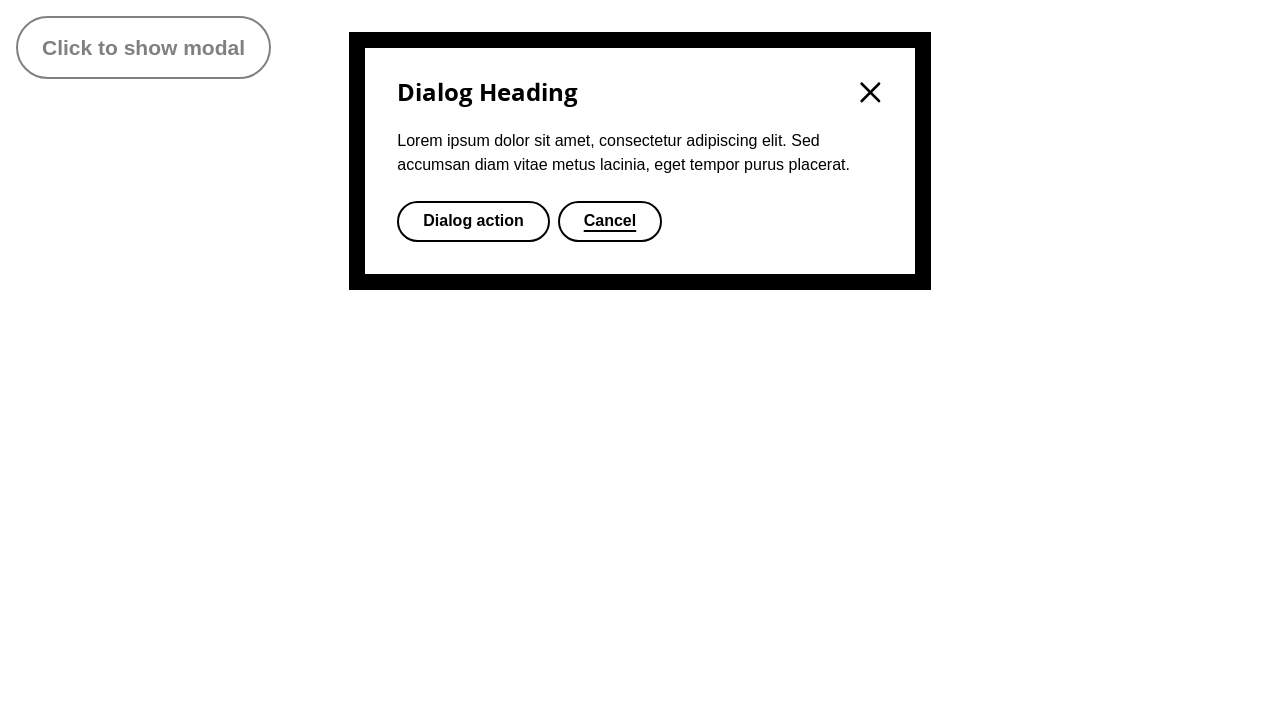 Click to show modal
Dialog Heading
Lorem ipsum dolor sit amet, consectetur adipiscing elit. Sed
accumsan diam vitae metus lacinia, eget tempor purus placerat.
Dialog action
Cancel